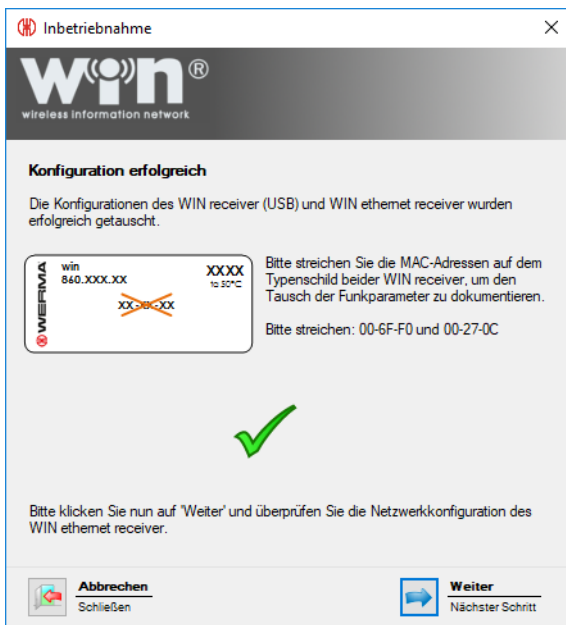 Inbetriebnahme
win®
wireless information network
Konfiguration erfolgreich
Die Konfigurationen des WIN receiver (USB) und WIN ethernet receiver wurden
erfolgreich getauscht.
WERMA
win
860.XXX.XX
XXXX
to 50°C
XX-XX-XX
Bitte streichen Sie die MAC-Adressen auf dem
Typenschild beider WIN receiver, um den
Tausch der Funkparameter zu dokumentieren.
Bitte streichen: 00-6F-F0 und 00-27-0C
Bitte klicken Sie nun auf 'Weiter' und überprüfen Sie die Netzwerkkonfiguration des
WIN ethernet receiver.
Abbrechen
Schließen
Weiter
Nächster Schritt